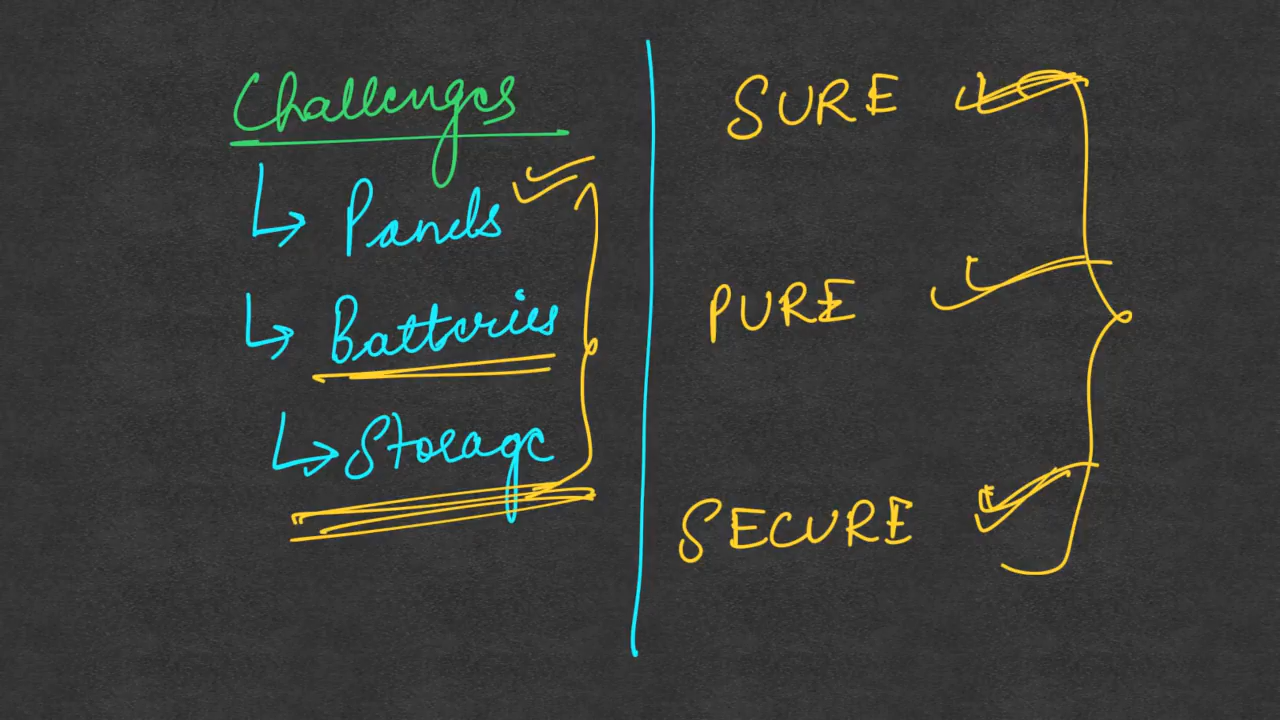 Challenges
Panels
Batteries
Storage
SURE
PURE
SECURE